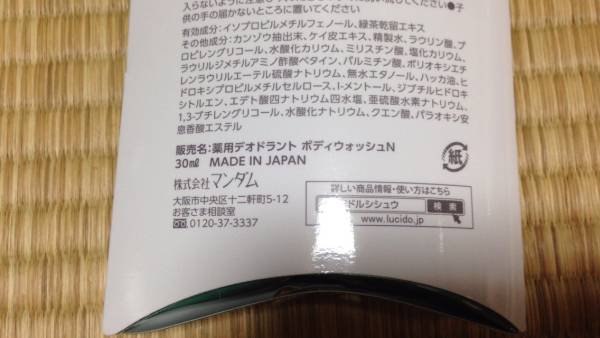 入らないように注意し　　　　　　　　　　流してください●子
供の手の届かないところに置いてください
有効成分:イソプロピルメチルフェノール、緑茶乾留エキス
その他成分:カンゾウ抽出末、ケイ皮エキス、精製水、ラウリン酸、プ
ロピレングリコール、水酸化カリウム、ミリスチン酸、塩化カリウム、
ラウリルジメチルアミノ酢酸ベタイン、パルミチン酸、ポリオキシエチ
レンラウリルエーテル硫酸ナトリウム、無水エタノール、ハッカ油、ヒ
ドロキシプロピルメチルセルロース、l-メントール、ジブチルヒドロキ
シトルエン、エデト酸四ナトリウム四水塩、亜硫酸水素ナトリウム、
1,3-ブチレングリコール、水酸化ナトリウム、クエン酸、パラオキシ安
息香酸エステル
販売名:薬用デオドラント ボディウォッシュN
30ml MADE IN JAPAN
株式会社 マンダム
大阪市中央区十二軒町5-12
お客さま相談室
0120-37-3337
紙
詳しい商品情報・使い方はこちら
ドルシシュウ 検索
www.lucido.jp